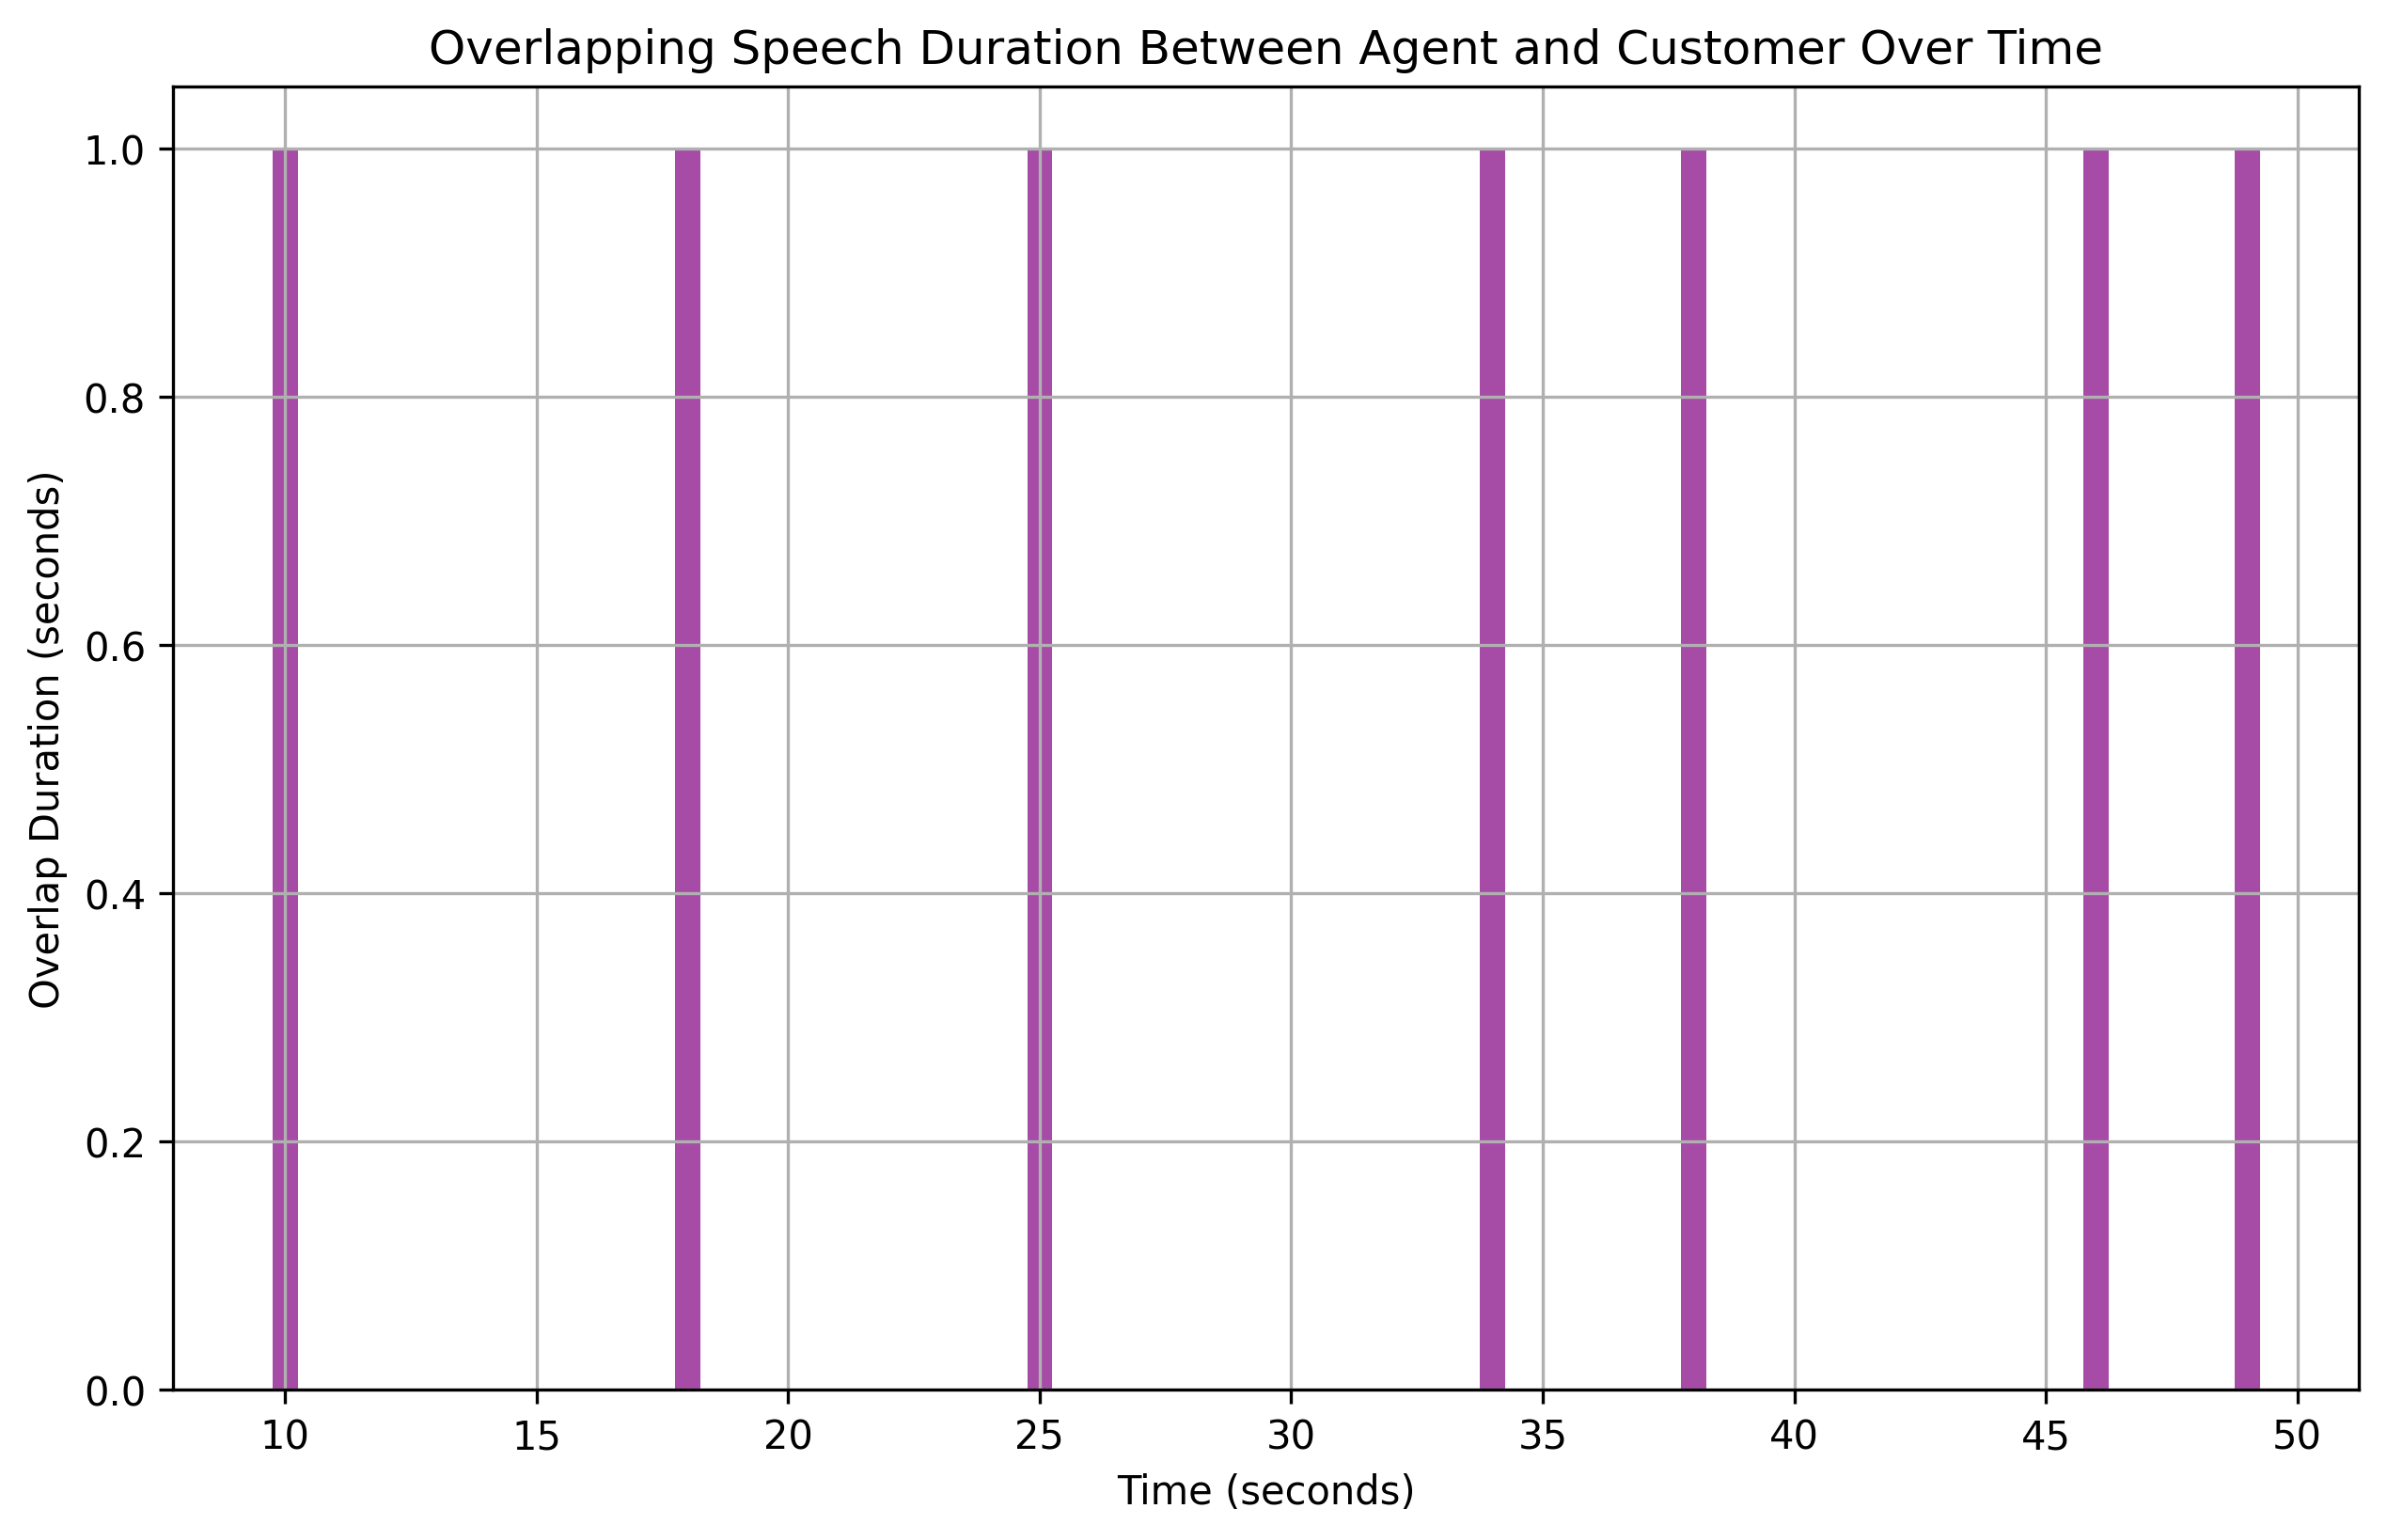 Overlapping Speech Duration Between Agent and Customer Over Time
Overlap Duration (seconds)
1.0
0.8
0.6
0.4
0.2
0.0
10 15 20 25 30 35 40 45 50
Time (seconds)